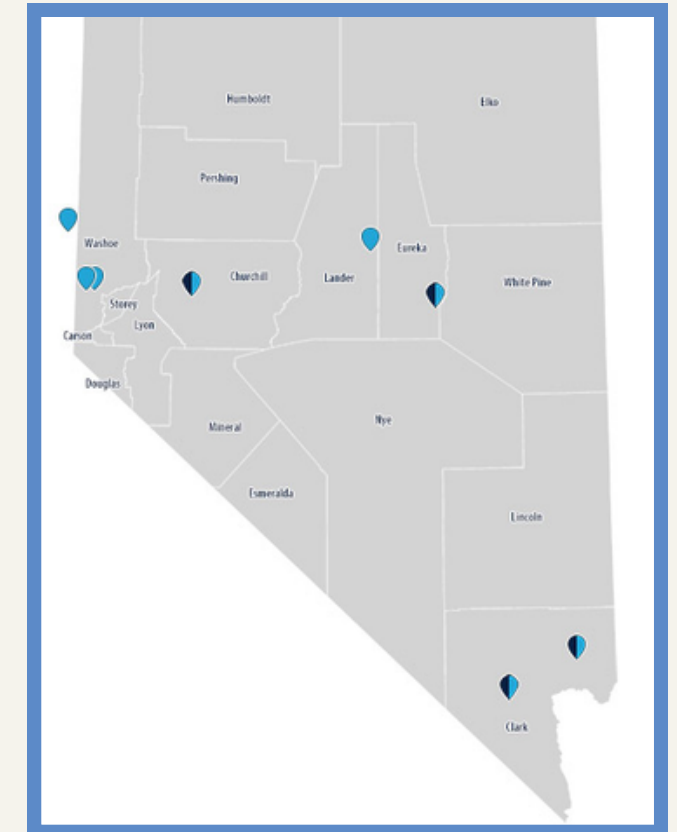 Humboldt
Elko
Pershing
Washoe
Churchill
Lander
Eureka
White Pine
Storey
Lyon
Carson
Douglas
Mineral
Nye
Esmeralda
Lincoln
Clark